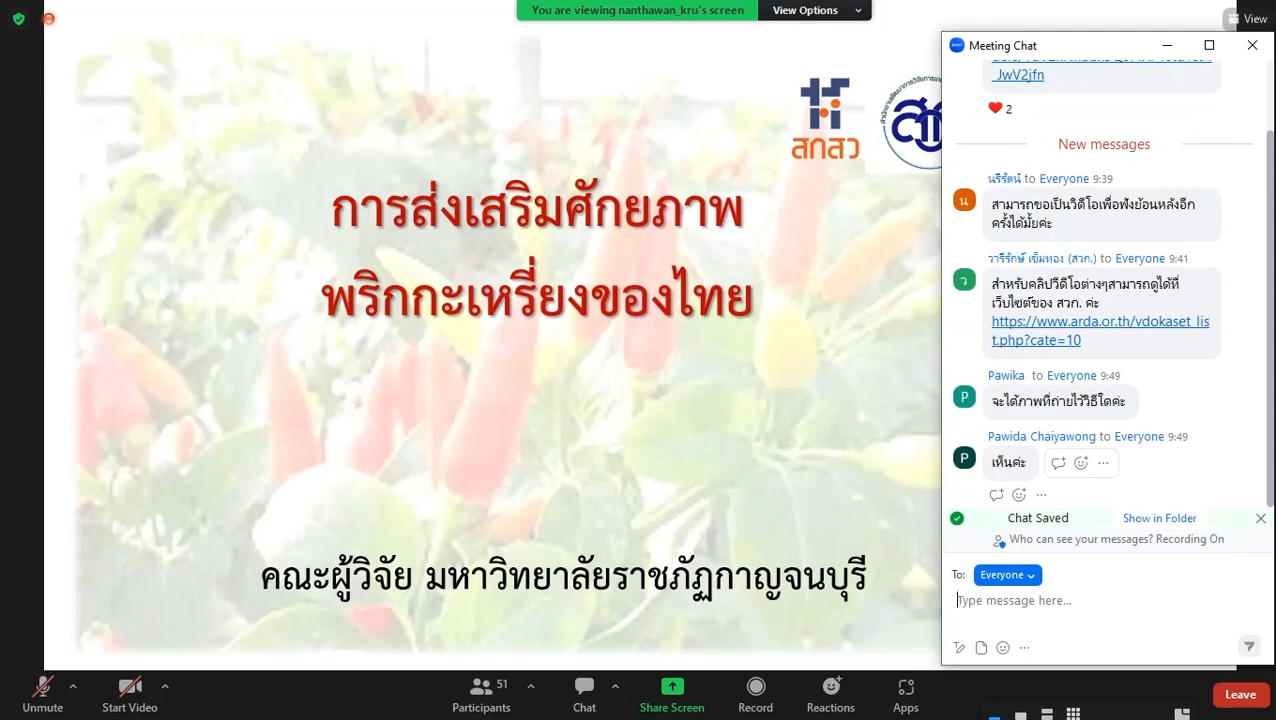 You are viewing nanthawan_kru's screen
View Options
View
สกสว
การส่งเสริมศักยภาพ
พริกกะเหรี่ยงของไทย
คณะผู้วิจัย มหาวิทยาลัยราชภัฏกาญจนบุรี
Meeting Chat
_JwV2jfn
2
New messages
นรีรัตน์ to Everyone 9:39
น
สามารถขอเป็นวิดีโอเพื่อฟังย้อนหลังอีก
ครั้งได้มั้ยค่ะ
วารีรักษ์ เข็มทอง (สวก.) to Everyone 9:41
ว
สำหรับคลิปวีดีโอต่างๆสามารถดูได้ที่
เว็บไซต์ของ สวก. ค่ะ
https://www.arda.or.th/vdokaset_lis
t.php?cate=10
Pawika to Everyone 9:49
P
จะได้ภาพที่ถ่ายไว้วิธีใดค่ะ
Pawida Chaiyawong to Everyone 9:49
P
เห็นค่ะ
Chat Saved Show in Folder
Who can see your messages? Recording On
To: Everyone
Type message here...
Unmute
Start Video
51
Participants
Chat
Share Screen
Record
Reactions
Apps
Leave